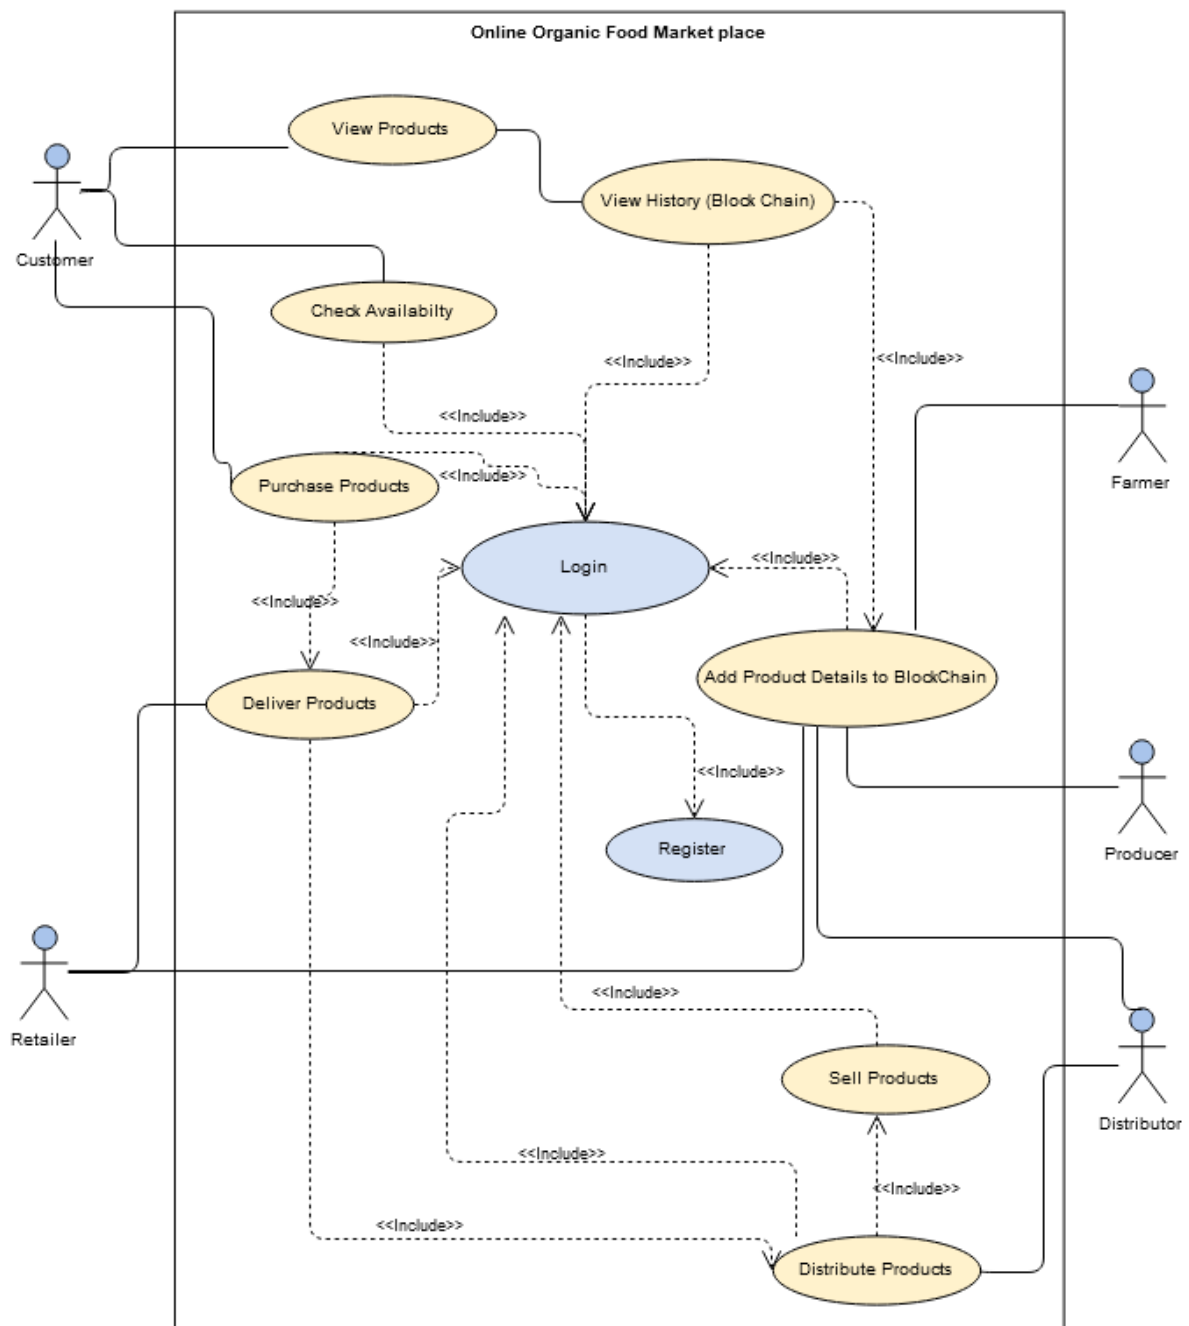 Online Organic Food Market place
View Products
View History (Block Chain)
Customer
Check Availabilty
<<Include>>
<<Include>>
<<Include>>
<<Include>>
Farmer
Purchase Products
<<Include>>
Login
<<Include>>
<<Include>>
Add Product Details to BlockChain
Deliver Products
<<Include>>
Register
Producer
<<Include>>
Retailer
Sell Products
Distributor
<<Include>>
<<Include>>
<<Include>>
Distribute Products